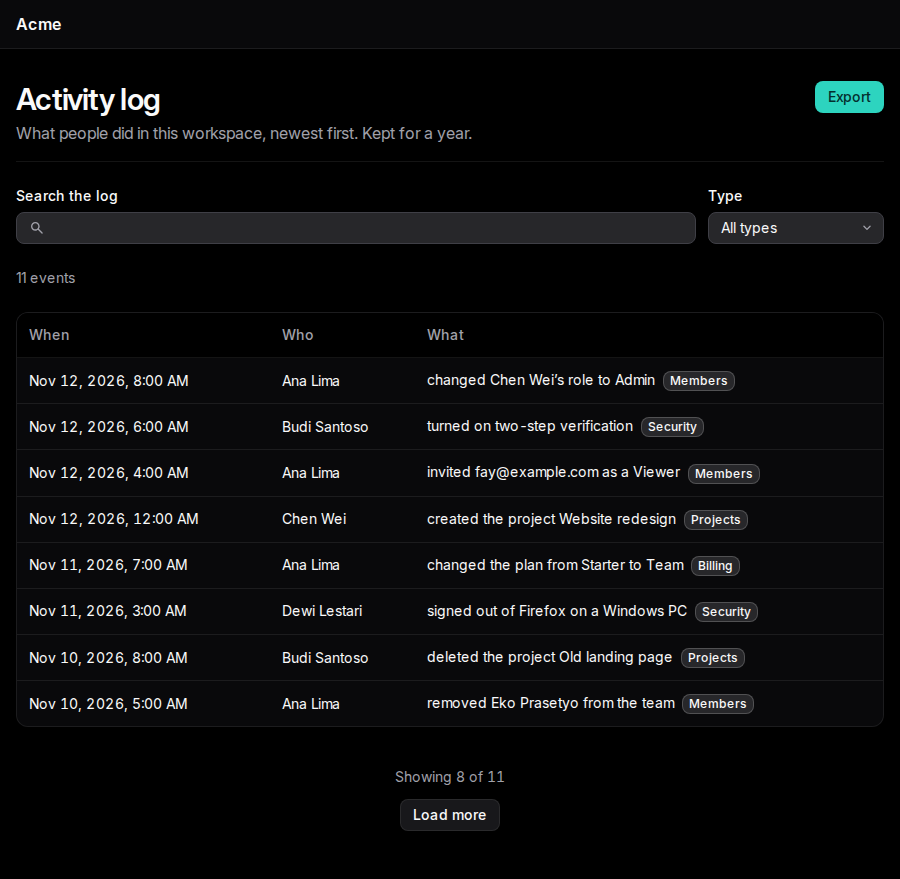 Acme
Activity log
Export
What people did in this workspace, newest first. Kept for a year.
Search the log
Type
All types
11 events
When Who What
Nov 12, 2026, 8:00 AM Ana Lima changed Chen Wei’s role to Admin Members
Nov 12, 2026, 6:00 AM Budi Santoso turned on two-step verification Security
Nov 12, 2026, 4:00 AM Ana Lima invited fay@example.com as a Viewer Members
Nov 12, 2026, 12:00 AM Chen Wei created the project Website redesign Projects
Nov 11, 2026, 7:00 AM Ana Lima changed the plan from Starter to Team Billing
Nov 11, 2026, 3:00 AM Dewi Lestari signed out of Firefox on a Windows PC Security
Nov 10, 2026, 8:00 AM Budi Santoso deleted the project Old landing page Projects
Nov 10, 2026, 5:00 AM Ana Lima removed Eko Prasetyo from the team Members
Showing 8 of 11
Load more